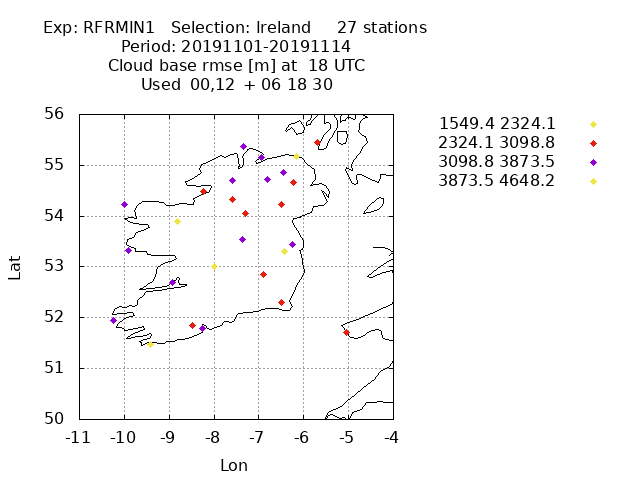 Exp: RFRMIN1 Selection: Ireland 27 stations
Period: 20191101-20191114
Cloud base rmse [m] at 18 UTC
Used 00,12 + 06 18 30
1549.4 2324.1
2324.1 3098.8
3098.8 3873.5
3873.5 4648.2
56
55
54
53
52
51
50
Lat
-11 -10 -9 -8 -7 -6 -5 -4
Lon